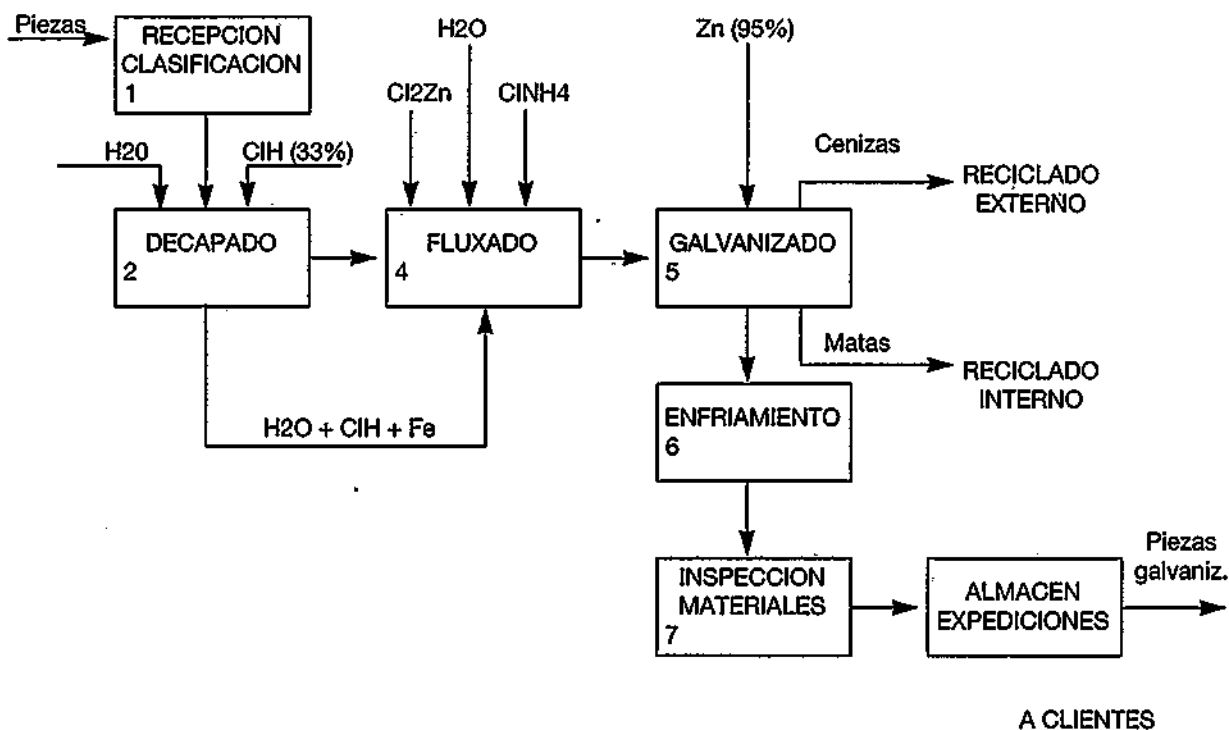 Piezas
RECEPCION
CLASIFICACION
1
H2O
Zn (95%)
Cl2Zn
ClNH4
H20
ClH (33%)
Cenizas
RECICLADO
EXTERNO
DECAPADO
2
FLUXADO
4
GALVANIZADO
5
Matas
RECICLADO
INTERNO
H2O + ClH + Fe
ENFRIAMIENTO
6
INSPECCION
MATERIALES
7
ALMACEN
EXPEDICIONES
Piezas
galvaniz.
A CLIENTES